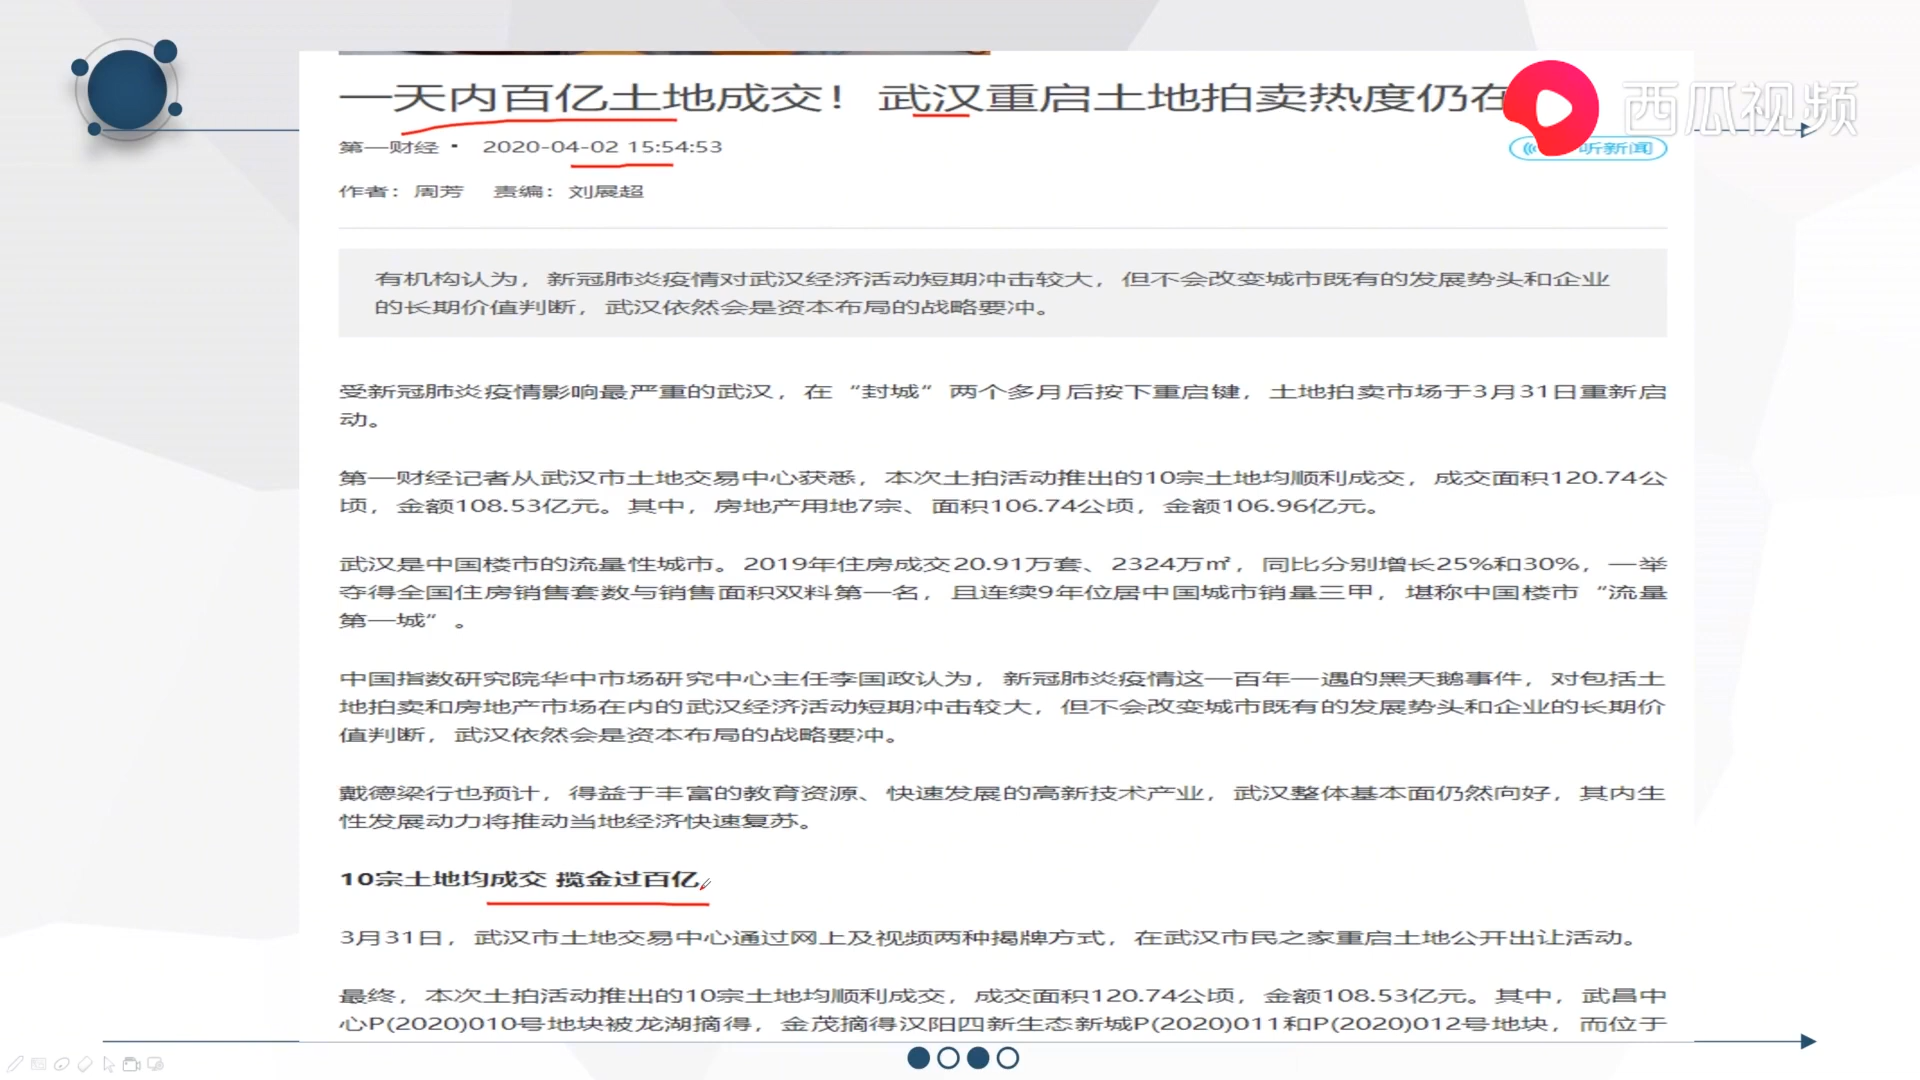 一天内百亿土地成交！ 武汉重启土地拍卖热度仍在
西瓜视频
第一财经 · 2020-04-02 15:54:53
听新闻
作者：周芳 责编：刘展超
有机构认为，新冠肺炎疫情对武汉经济活动短期冲击较大，但不会改变城市既有的发展势头和企业
的长期价值判断，武汉依然会是资本布局的战略要冲。
受新冠肺炎疫情影响最严重的武汉，在“封城”两个多月后按下重启键，土地拍卖市场于3月31日重新启
动。
第一财经记者从武汉市土地交易中心获悉，本次土拍活动推出的10宗土地均顺利成交，成交面积120.74公
顷，金额108.53亿元。其中，房地产用地7宗、面积106.74公顷，金额106.96亿元。
武汉是中国楼市的流量性城市。2019年住房成交20.91万套、2324万㎡，同比分别增长25%和30%，一举
夺得全国住房销售套数与销售面积双料第一名，且连续9年位居中国城市销量三甲，堪称中国楼市“流量
第一城”。
中国指数研究院华中市场研究中心主任李国政认为，新冠肺炎疫情这一百年一遇的黑天鹅事件，对包括土
地拍卖和房地产市场在内的武汉经济活动短期冲击较大，但不会改变城市既有的发展势头和企业的长期价
值判断，武汉依然会是资本布局的战略要冲。
戴德梁行也预计，得益于丰富的教育资源、快速发展的高新技术产业，武汉整体基本面仍然向好，其内生
性发展动力将推动当地经济快速复苏。
10宗土地均成交 揽金过百亿
3月31日，武汉市土地交易中心通过网上及视频两种揭牌方式，在武汉市民之家重启土地公开出让活动。
最终，本次土拍活动推出的10宗土地均顺利成交，成交面积120.74公顷，金额108.53亿元。其中，武昌中
心P(2020)010号地块被龙湖摘得，金茂摘得汉阳四新生态新城P(2020)011和P(2020)012号地块，而位于